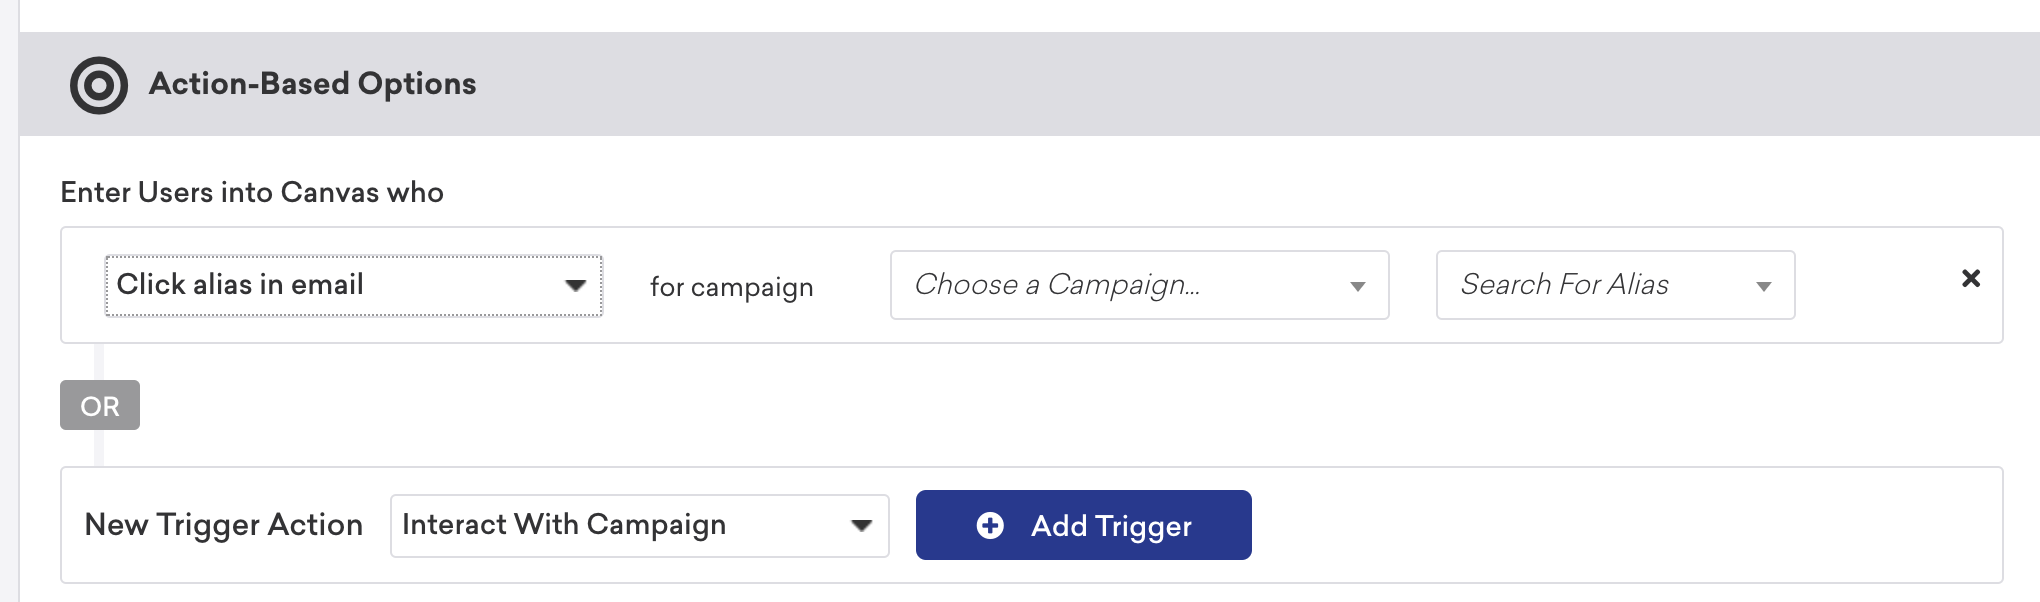 Action-Based Options
Enter Users into Canvas who
Click alias in email for campaign Choose a Campaign... Search For Alias
OR
New Trigger Action Interact With Campaign Add Trigger